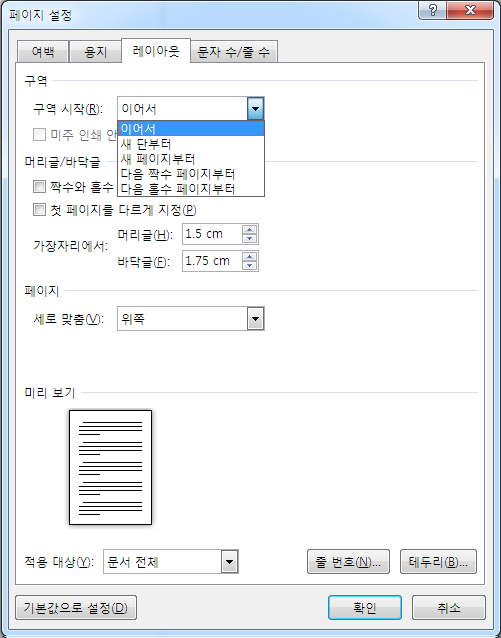 페이지 설정
여백 용지 레이아웃 문자 수/줄 수
구역
구역 시작(R): 이어서
이어서
미주 인쇄 안
새 단부터
새 페이지부터
머리글/바닥글
다음 짝수 페이지부터
짝수와 홀수
다음 홀수 페이지부터
첫 페이지를 다르게 지정(P)
가장자리에서: 머리글(H): 1.5 cm
바닥글(F): 1.75 cm
페이지
세로 맞춤(V): 위쪽
미리 보기
적용 대상(Y): 문서 전체 줄 번호(N)... 테두리(B)...
기본값으로 설정(D) 확인 취소